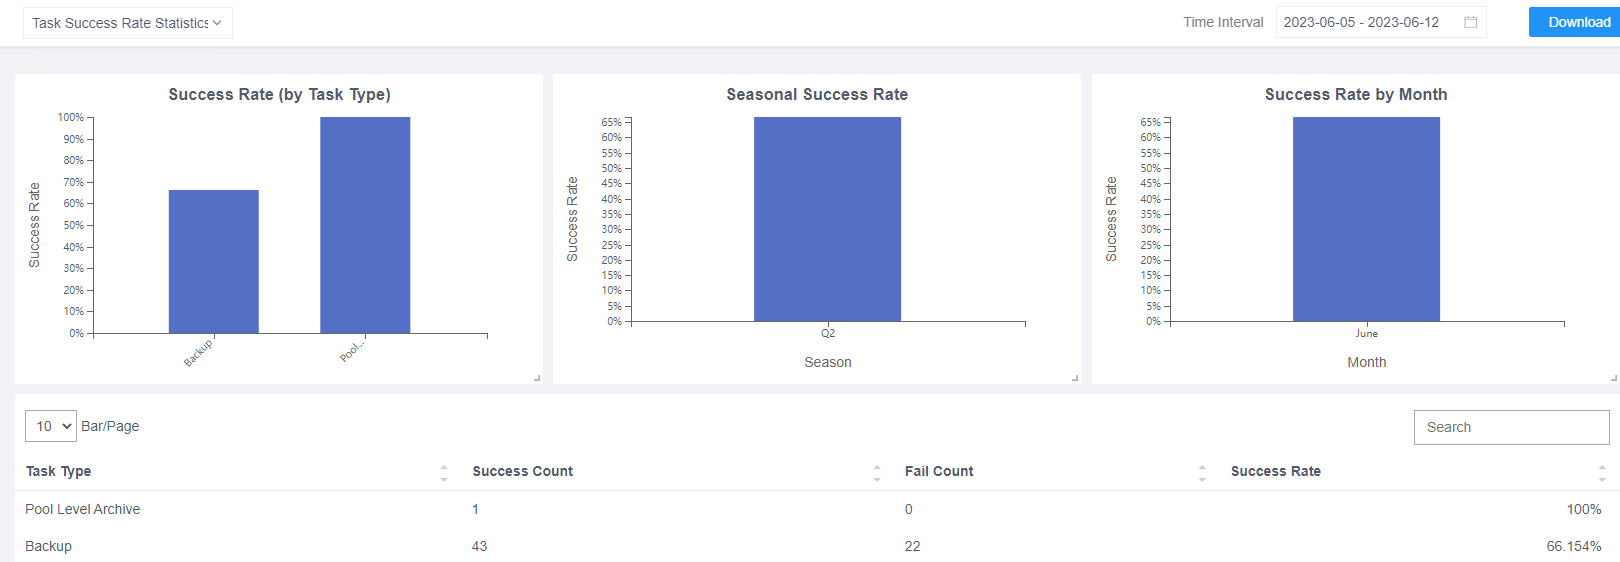 Task Success Rate Statistics
Time Interval
2023-06-05 - 2023-06-12
Download
Success Rate (by Task Type)
100%
90%
80%
70%
60%
50%
40%
30%
20%
10%
0%
Success Rate
Backup
Pool...
Seasonal Success Rate
65%
60%
55%
50%
45%
40%
35%
30%
25%
20%
15%
10%
5%
0%
Success Rate
Q2
Season
Success Rate by Month
65%
60%
55%
50%
45%
40%
35%
30%
25%
20%
15%
10%
5%
0%
Success Rate
June
Month
10 Bar/Page
Search
Task Type Success Count Fail Count Success Rate
Pool Level Archive 1 0 100%
Backup 43 22 66.154%